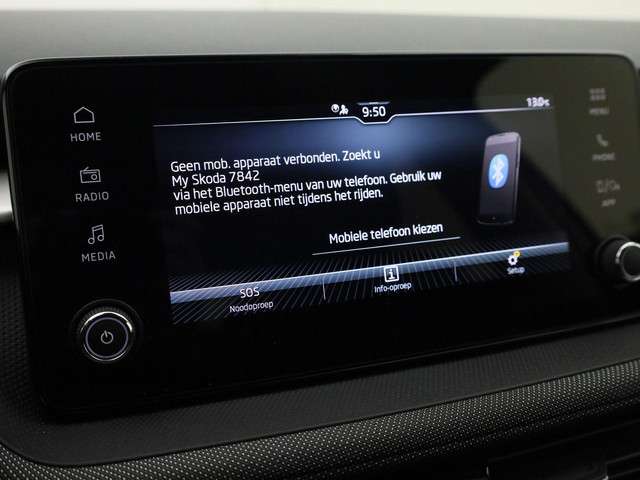 9:50
13.0°C
HOME
RADIO
MEDIA
MENU
PHONE
APP
Geen mob. apparaat verbonden. Zoekt u
My Skoda 7842
via het Bluetooth-menu van uw telefoon. Gebruik uw
mobiele apparaat niet tijdens het rijden.
Mobiele telefoon kiezen
SOS
Noodoproep
Info-oproep
Setup